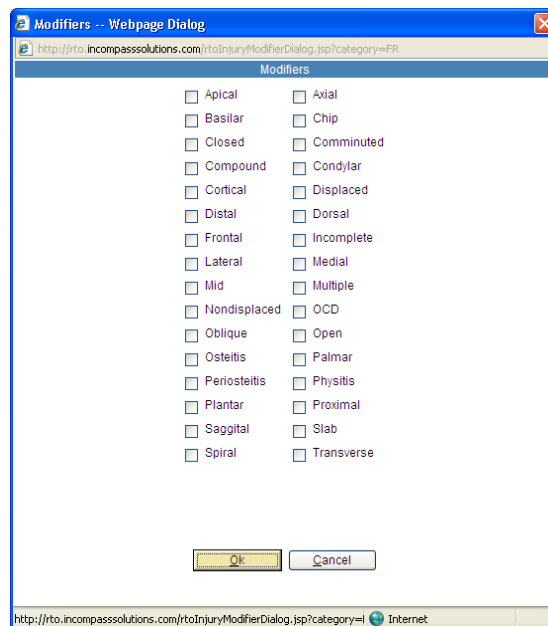 Modifiers -- Webpage Dialog
http://rto.incompasssolutions.com/rtoInjuryModifierDialog.jsp?category=FR
Modifiers
Apical Axial
Basilar Chip
Closed Comminuted
Compound Condylar
Cortical Displaced
Distal Dorsal
Frontal Incomplete
Lateral Medial
Mid Multiple
Nondisplaced OCD
Oblique Open
Osteitis Palmar
Periosteitis Physitis
Plantar Proximal
Saggital Slab
Spiral Transverse
Ok Cancel
http://rto.incompasssolutions.com/rtoInjuryModifierDialog.jsp?category=l Internet